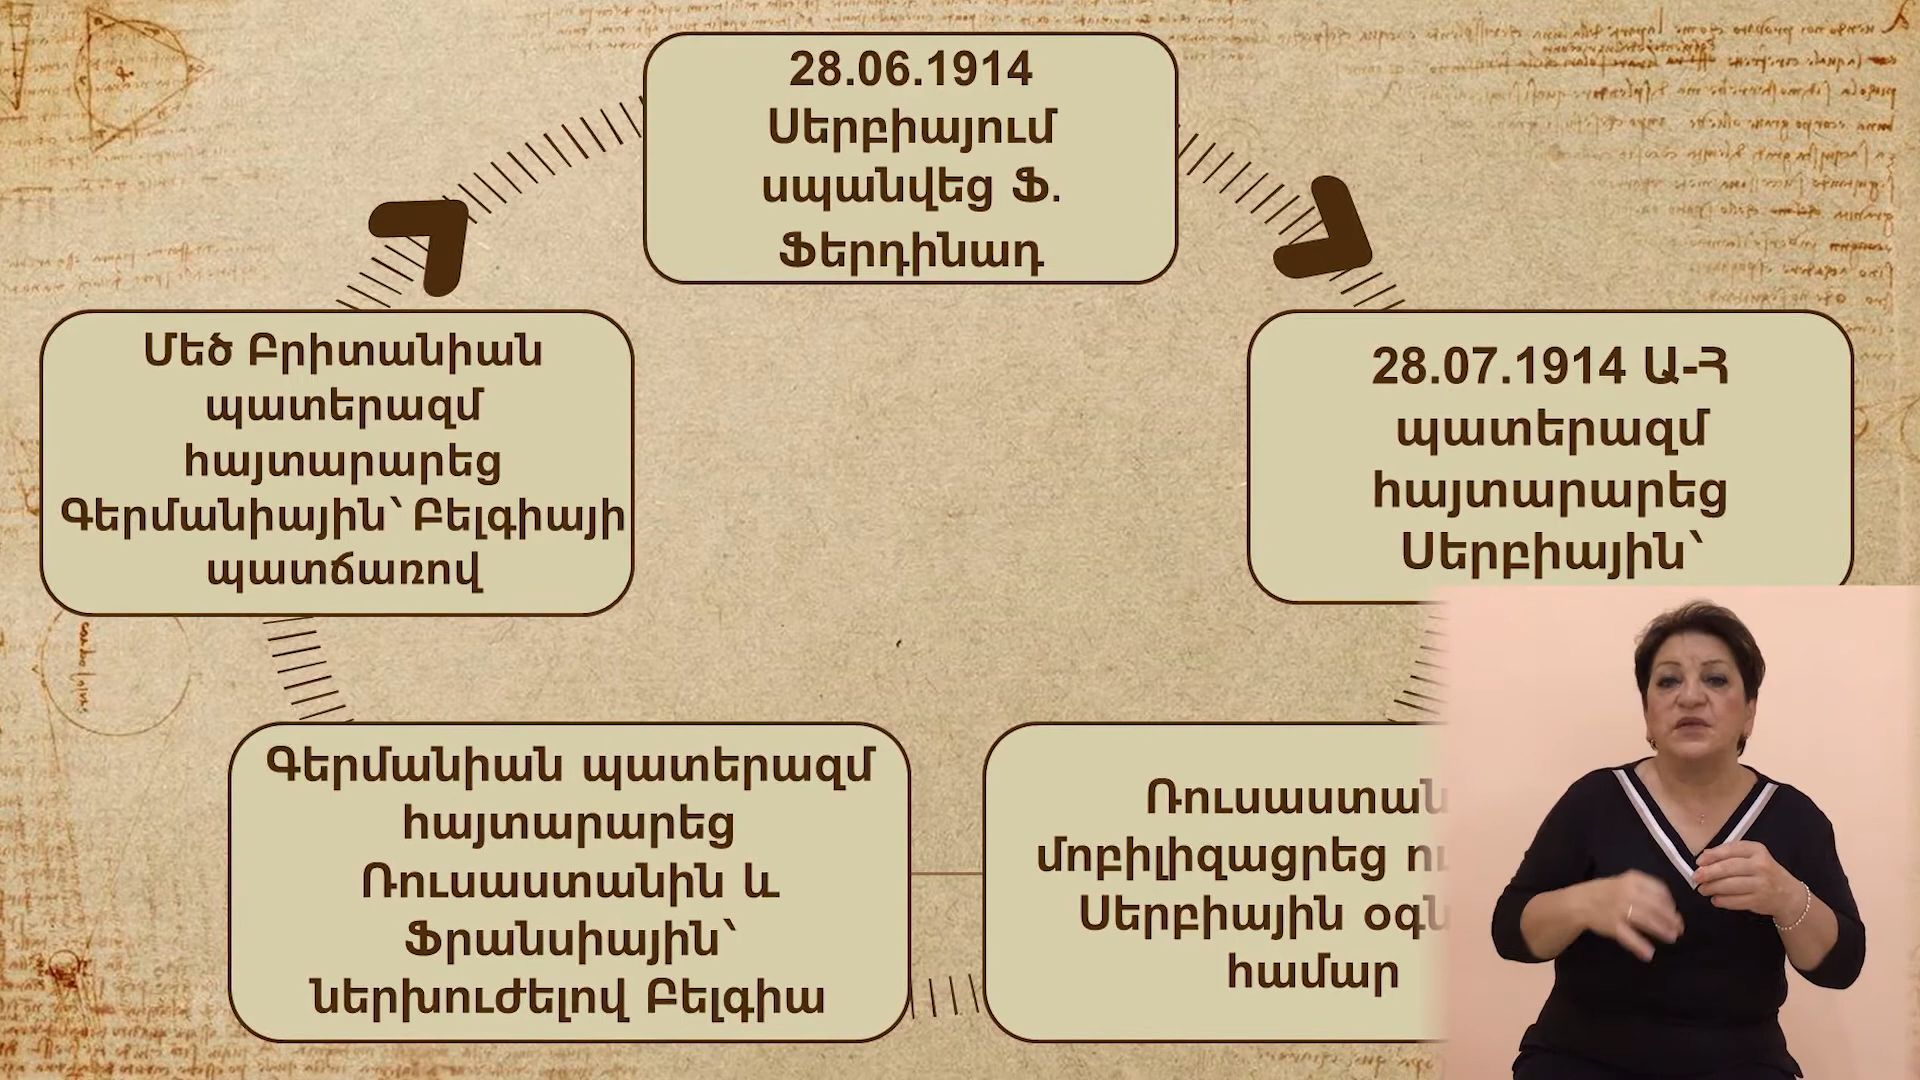 28.06.1914
Սերբիայում
սպանվեց Ֆ.
Ֆերդինադ
28.07.1914 Ա-Հ
պատերազմ
հայտարարեց
Սերբիային՝
մոբիլիզացրեց
Սերբիային
համար
Գերմանիան պատերազմ
հայտարարեց
Ռուսաստանին և
Ֆրանսիային՝
ներխուժելով Բելգիա
Մեծ Բրիտանիան
պատերազմ
հայտարարեց
Գերմանիային՝ Բելգիայի
պատճառով